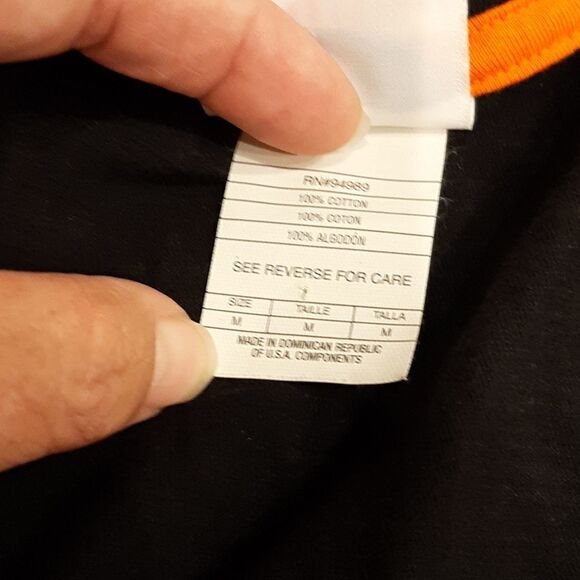 RN#94989
100% COTTON
100% COTON
100% ALGODÓN
SEE REVERSE FOR CARE
SIZE TAILLE TALLA
M M M
MADE IN DOMINICAN REPUBLIC
OF U.S.A. COMPONENTS